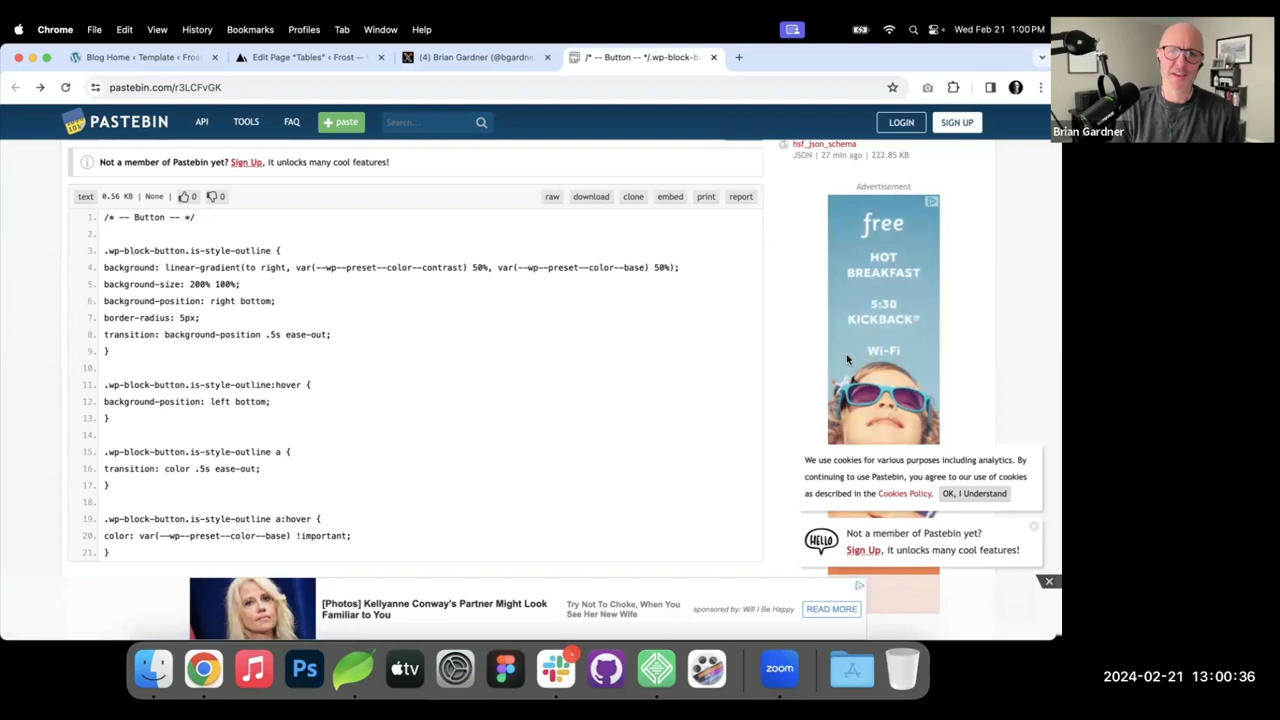 Chrome File Edit View History Bookmarks Profiles Tab Window Help Wed Feb 21 1:00 PM
Blog Home ‹ Template ‹ Frost
Edit Page "Tables" ‹ Frost —
(4) Brian Gardner (@bgardne
/* -- Button -- */.wp-block-b
pastebin.com/r3LCFvGK
Brian Gardner
PASTEBIN API TOOLS FAQ + paste Search... LOGIN SIGN UP
Not a member of Pastebin yet? Sign Up, it unlocks many cool features!
hsf_json_schema
JSON | 27 min ago | 222.85 KB
Advertisement
text 0.56 KB | None | 0 0 raw download clone embed print report
1. /* -- Button -- */
2.
3. .wp-block-button.is-style-outline {
4. background: linear-gradient(to right, var(--wp--preset--color--contrast) 50%, var(--wp--preset--color--base) 50%);
5. background-size: 200% 100%;
6. background-position: right bottom;
7. border-radius: 5px;
8. transition: background-position .5s ease-out;
9. }
10.
11. .wp-block-button.is-style-outline:hover {
12. background-position: left bottom;
13. }
14.
15. .wp-block-button.is-style-outline a {
16. transition: color .5s ease-out;
17. }
18.
19. .wp-block-button.is-style-outline a:hover {
20. color: var(--wp--preset--color--base) !important;
21. }
free
HOT
BREAKFAST
5:30
KICKBACK®
Wi-Fi
We use cookies for various purposes including analytics. By
continuing to use Pastebin, you agree to our use of cookies
as described in the Cookies Policy. OK, I Understand
HELLO
Not a member of Pastebin yet?
Sign Up, it unlocks many cool features!
[Photos] Kellyanne Conway's Partner Might Look
Familiar to You
Try Not To Choke, When You
See Her New Wife
sponsored by: Will I Be Happy
READ MORE
Ps
tv
zoom
2024-02-21 13:00:36